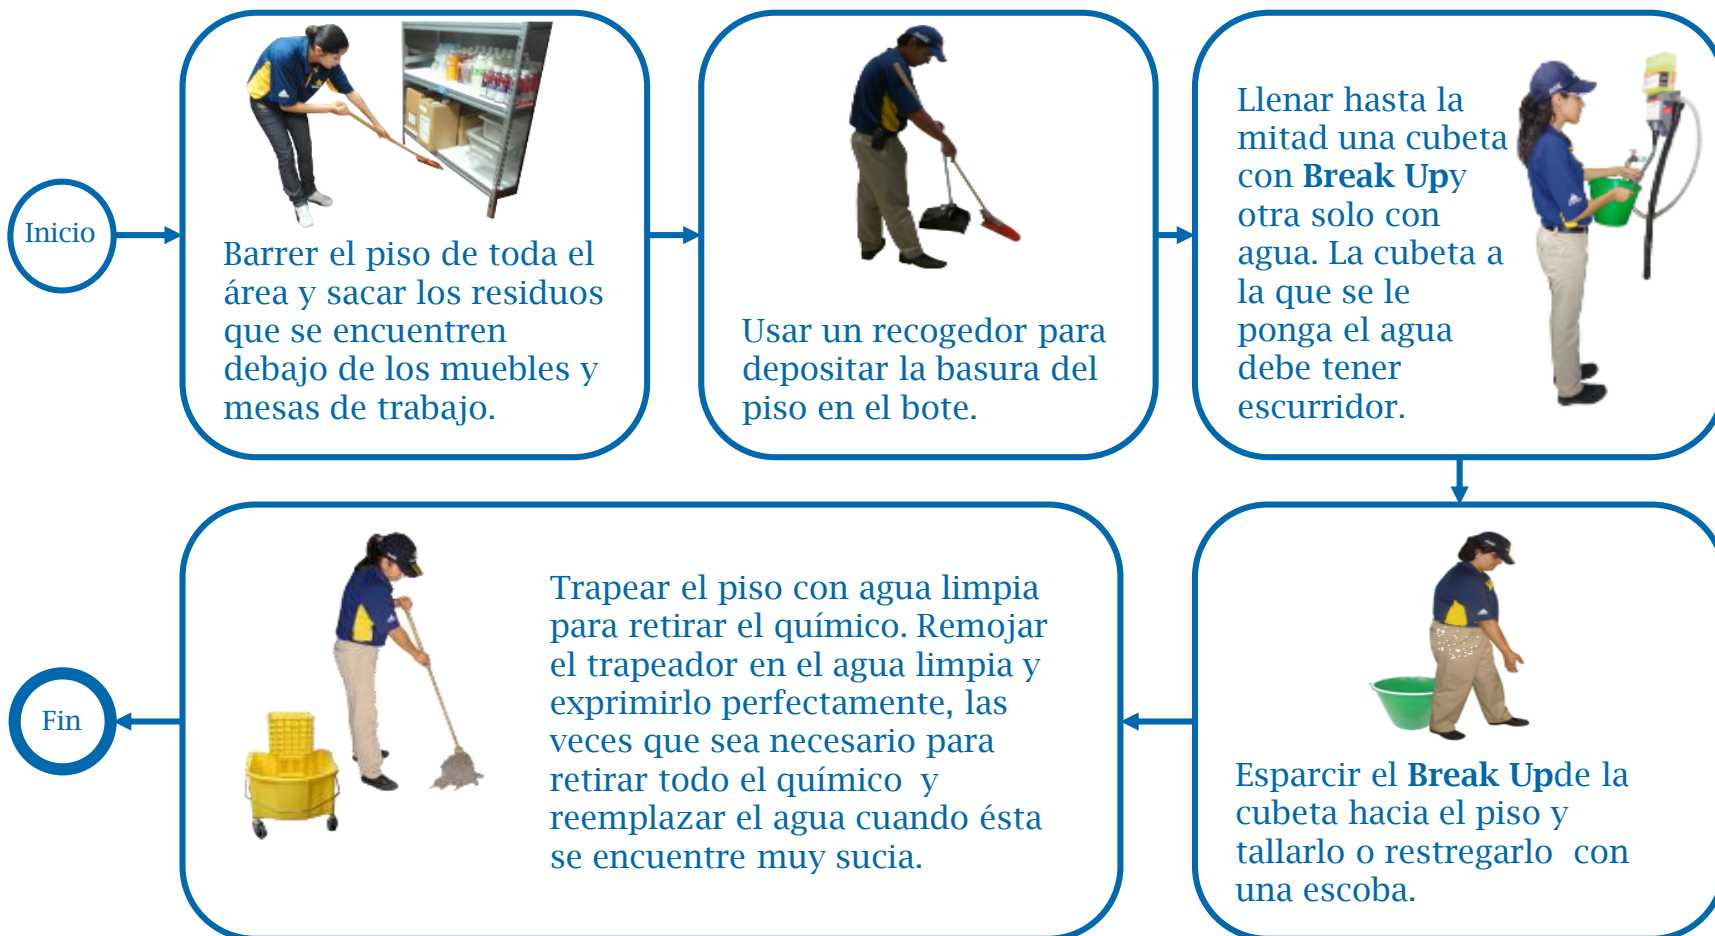 Inicio
Barrer el piso de toda el
área y sacar los residuos
que se encuentren
debajo de los muebles y
mesas de trabajo.
Usar un recogedor para
depositar la basura del
piso en el bote.
Llenar hasta la
mitad una cubeta
con Break Upy
otra solo con
agua. La cubeta a
la que se le
ponga el agua
debe tener
escurridor.
Esparcir el Break Upde la
cubeta hacia el piso y
tallarlo o restregarlo  con
una escoba.
Trapear el piso con agua limpia
para retirar el químico. Remojar
el trapeador en el agua limpia y
exprimirlo perfectamente, las
veces que sea necesario para
retirar todo el químico  y
reemplazar el agua cuando ésta
se encuentre muy sucia.
Fin